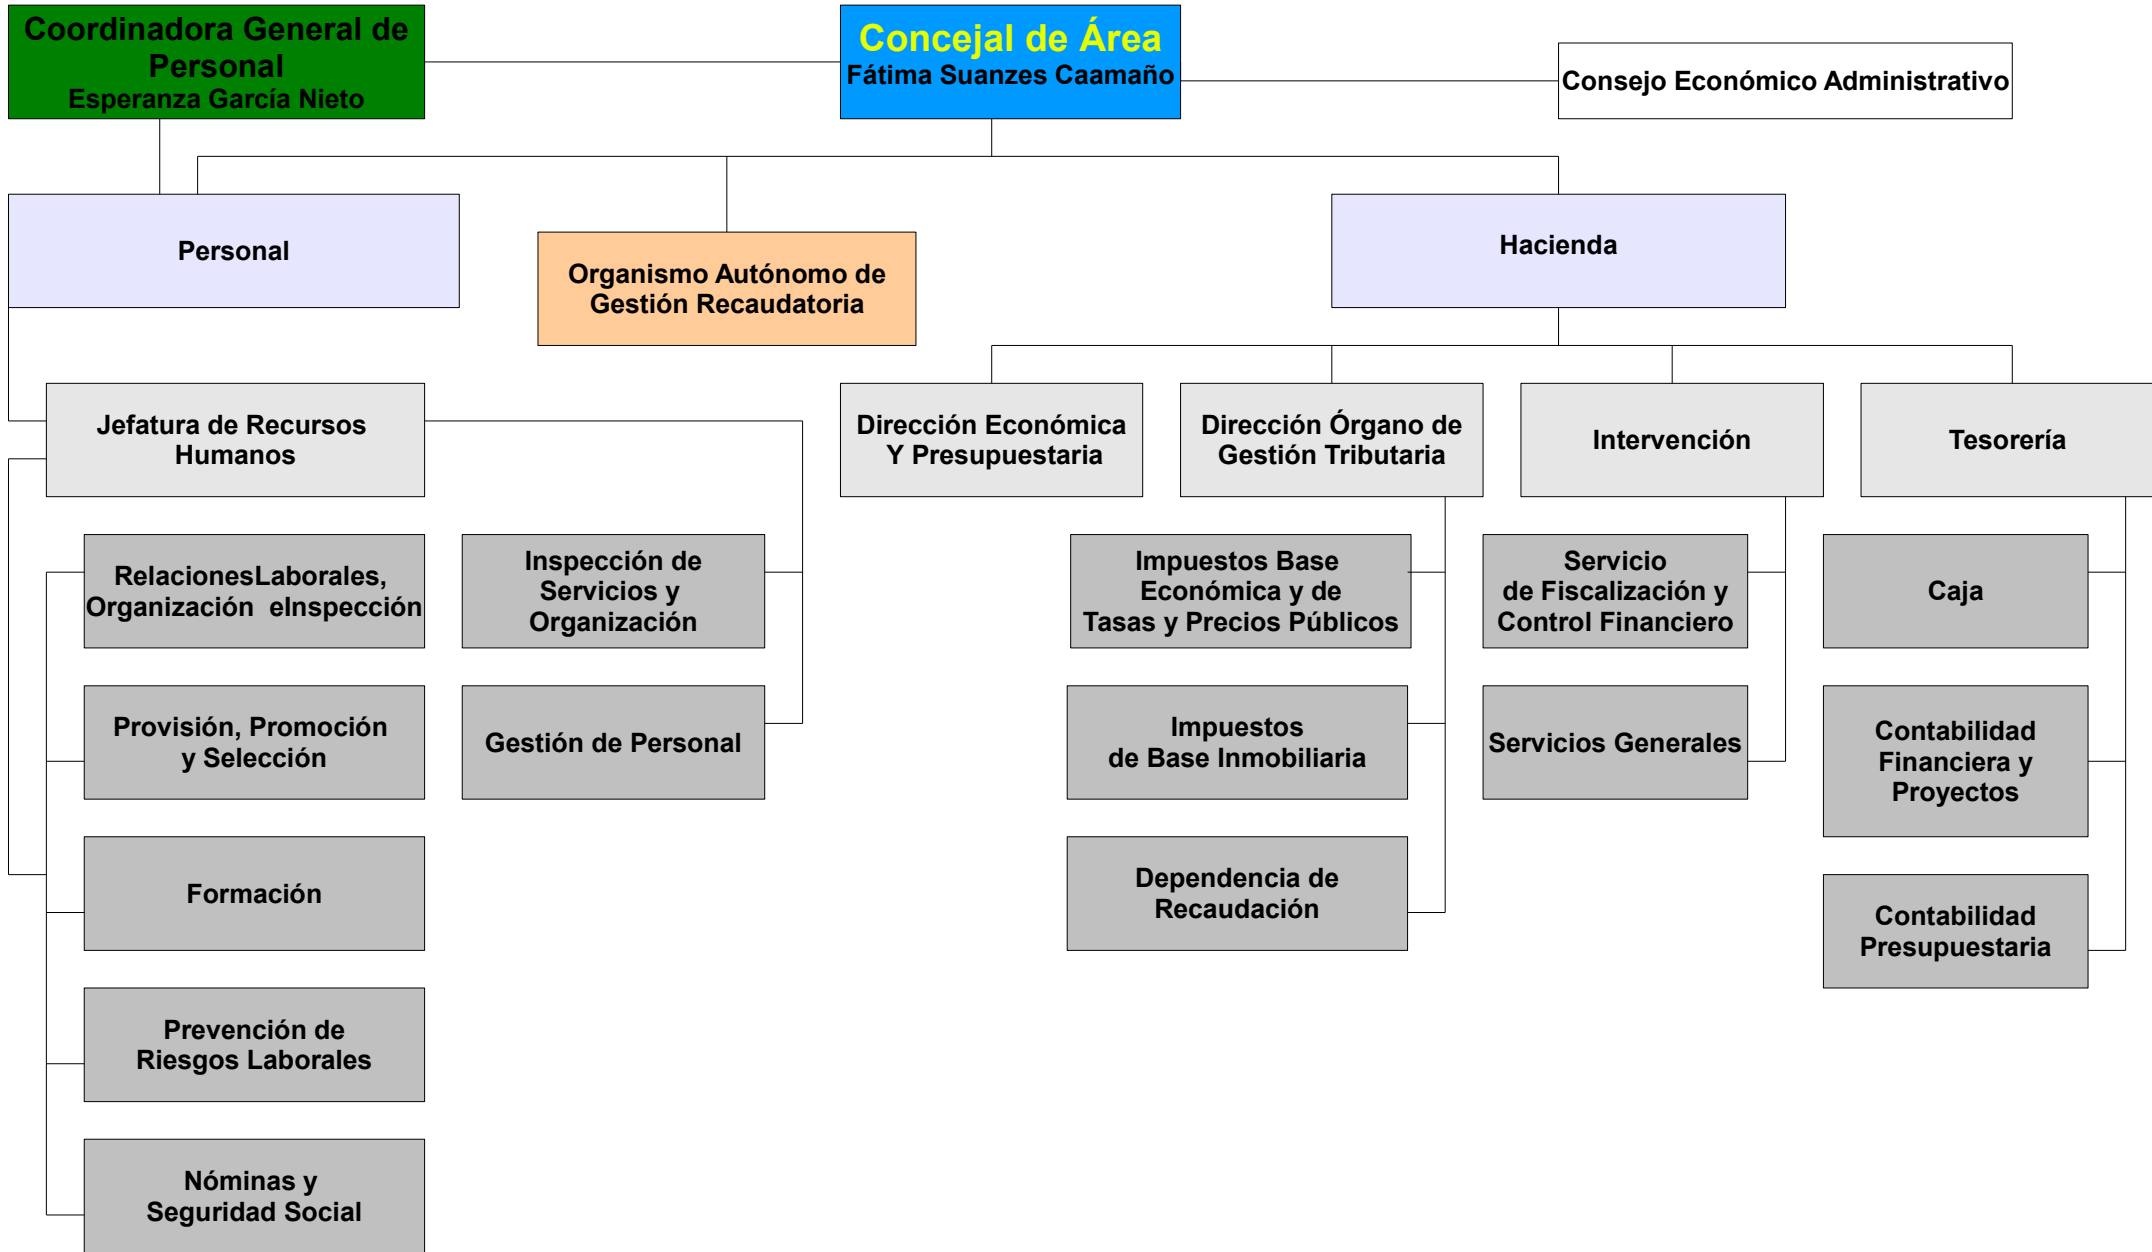 Coordinadora General de
Personal
Esperanza García Nieto
Concejal de Área
Fátima Suanzes Caamaño
Consejo Económico Administrativo
Personal
Organismo Autónomo de
Gestión Recaudatoria
Hacienda
Jefatura de Recursos
Humanos
Dirección Económica
Y Presupuestaria
Dirección Órgano de
Gestión Tributaria
Intervención
Tesorería
RelacionesLaborales,
Organización eInspección
Inspección de
Servicios y
Organización
Impuestos Base
Económica y de
Tasas y Precios Públicos
Servicio
de Fiscalización y
Control Financiero
Caja
Provisión, Promoción
y Selección
Gestión de Personal
Impuestos
de Base Inmobiliaria
Servicios Generales
Contabilidad
Financiera y
Proyectos
Formación
Dependencia de
Recaudación
Contabilidad
Presupuestaria
Prevención de
Riesgos Laborales
Nóminas y
Seguridad Social